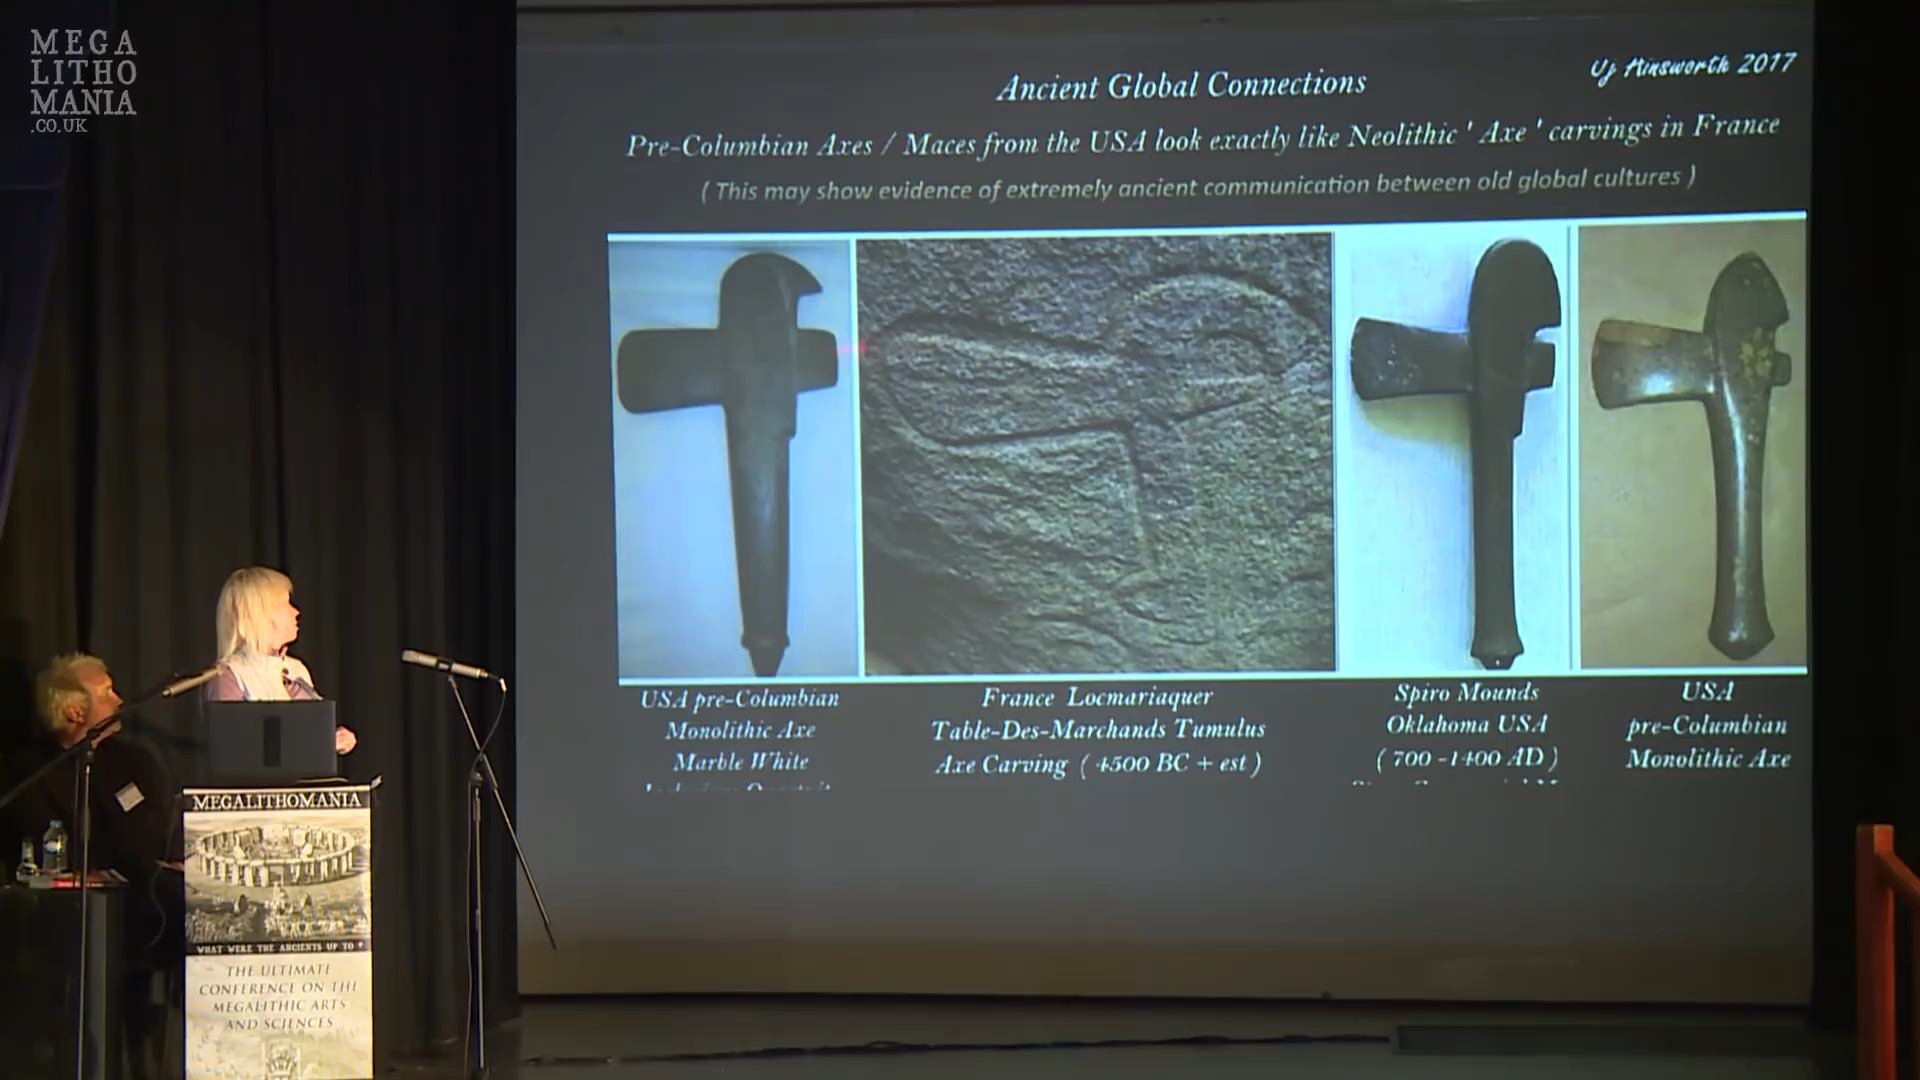 MEGA
LITHO
MANIA
.CO.UK
Uj Ainsworth 2017
Ancient Global Connections
Pre-Columbian Axes / Maces from the USA look exactly like Neolithic ' Axe ' carvings in France
( This may show evidence of extremely ancient communication between old global cultures )
USA pre-Columbian
Monolithic Axe
Marble White
France Locmariaquer
Table-Des-Marchands Tumulus
Axe Carving ( 4500 BC + est )
Spiro Mounds
Oklahoma USA
( 700 -1400 AD )
USA
pre-Columbian
Monolithic Axe
MEGALITHOMANIA
WHAT WERE THE ANCIENTS UP TO ?
THE ULTIMATE
CONFERENCE ON THE
MEGALITHIC ARTS
AND SCIENCES